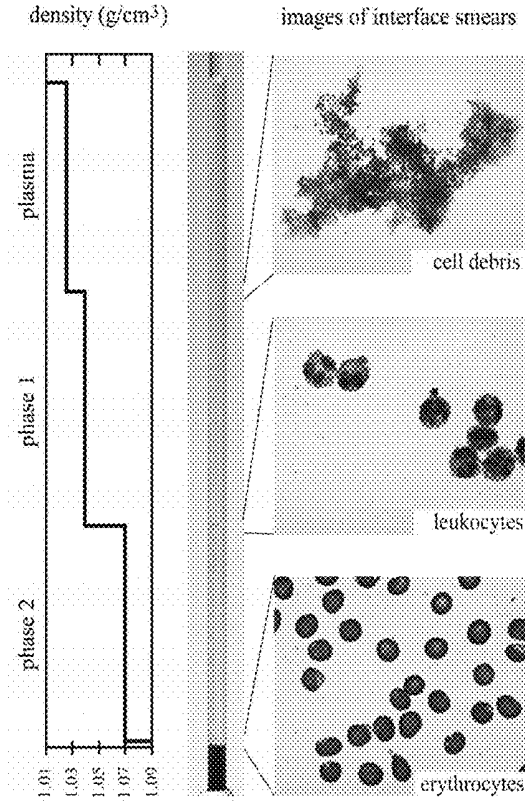 density (g/cm³)
images of interface smears
plasma
cell debris
phase 1
leukocytes
phase 2
erythrocytes
1.01
1.03
1.05
1.07
1.09